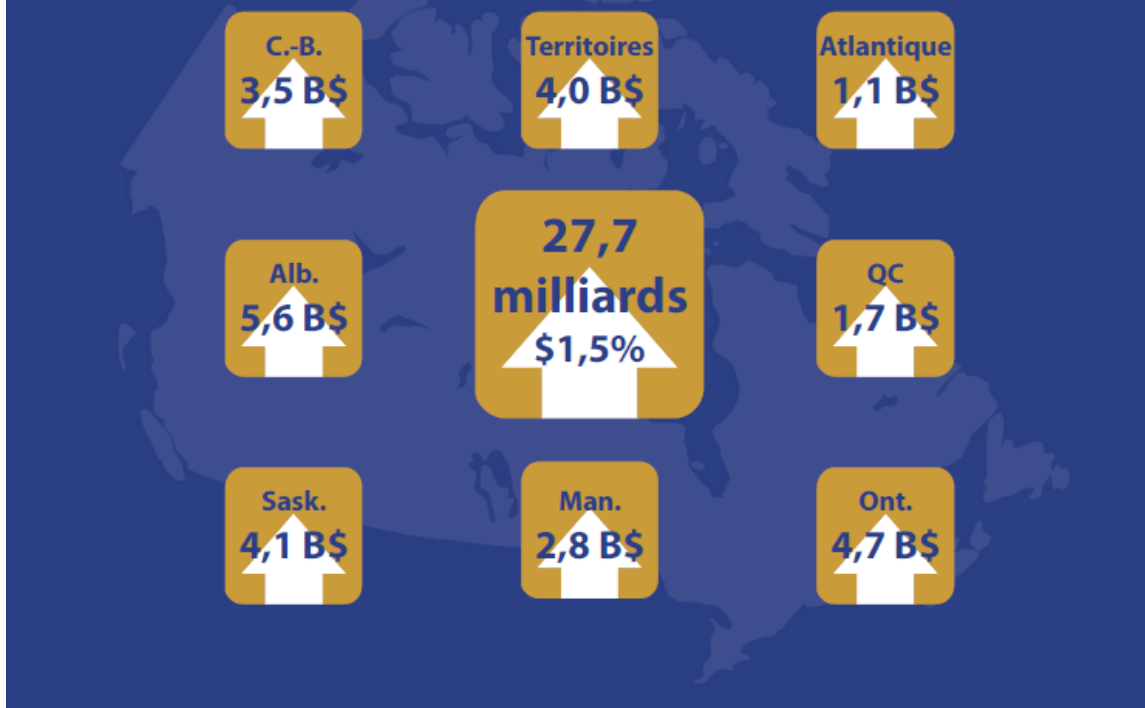 C.-B.
3,5 B$
Territoires
4,0 B$
Atlantique
1,1 B$
Alb.
5,6 B$
27,7
milliards
$1,5%
QC
1,7 B$
Sask.
4,1 B$
Man.
2,8 B$
Ont.
4,7 B$